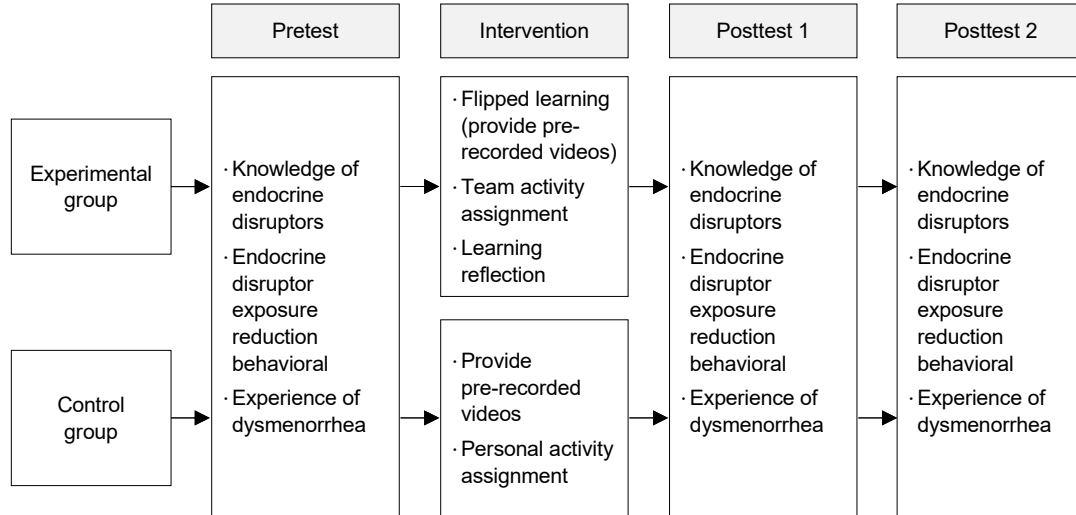 Pretest
Intervention
Posttest 1
Posttest 2
Experimental
group
Control
group
· Knowledge of
endocrine
disruptors
· Endocrine
disruptor
exposure
reduction
behavioral
· Experience of
dysmenorrhea
· Flipped learning
(provide pre-
recorded videos)
· Team activity
assignment
· Learning
reflection
· Provide
pre-recorded
videos
· Personal activity
assignment
· Knowledge of
endocrine
disruptors
· Endocrine
disruptor
exposure
reduction
behavioral
· Experience of
dysmenorrhea
· Knowledge of
endocrine
disruptors
· Endocrine
disruptor
exposure
reduction
behavioral
· Experience of
dysmenorrhea